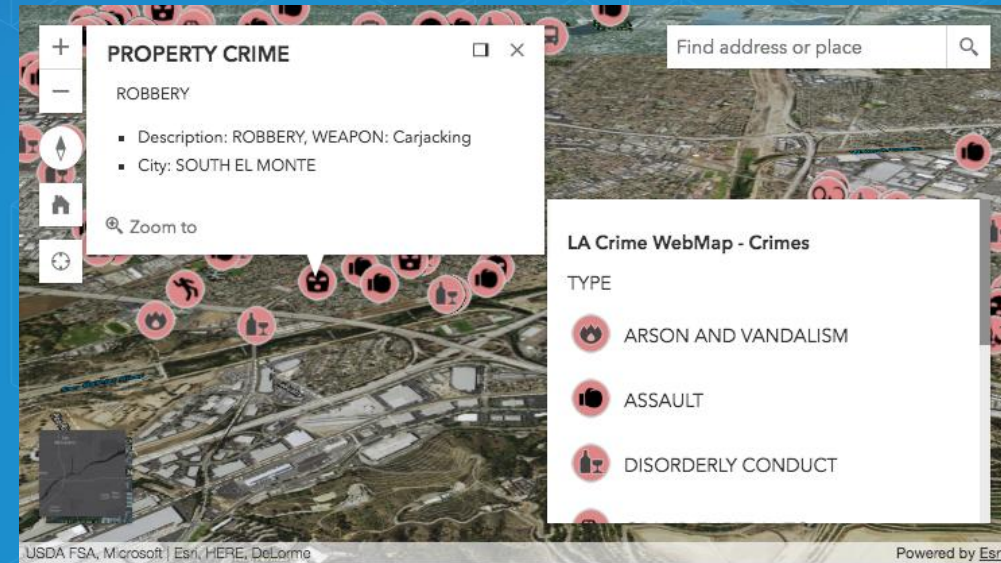 PROPERTY CRIME
ROBBERY
Description: ROBBERY, WEAPON: Carjacking
City: SOUTH EL MONTE
Zoom to
Find address or place
LA Crime WebMap - Crimes
TYPE
ARSON AND VANDALISM
ASSAULT
DISORDERLY CONDUCT
USDA FSA, Microsoft | Esri, HERE, DeLorme
Powered by Esri